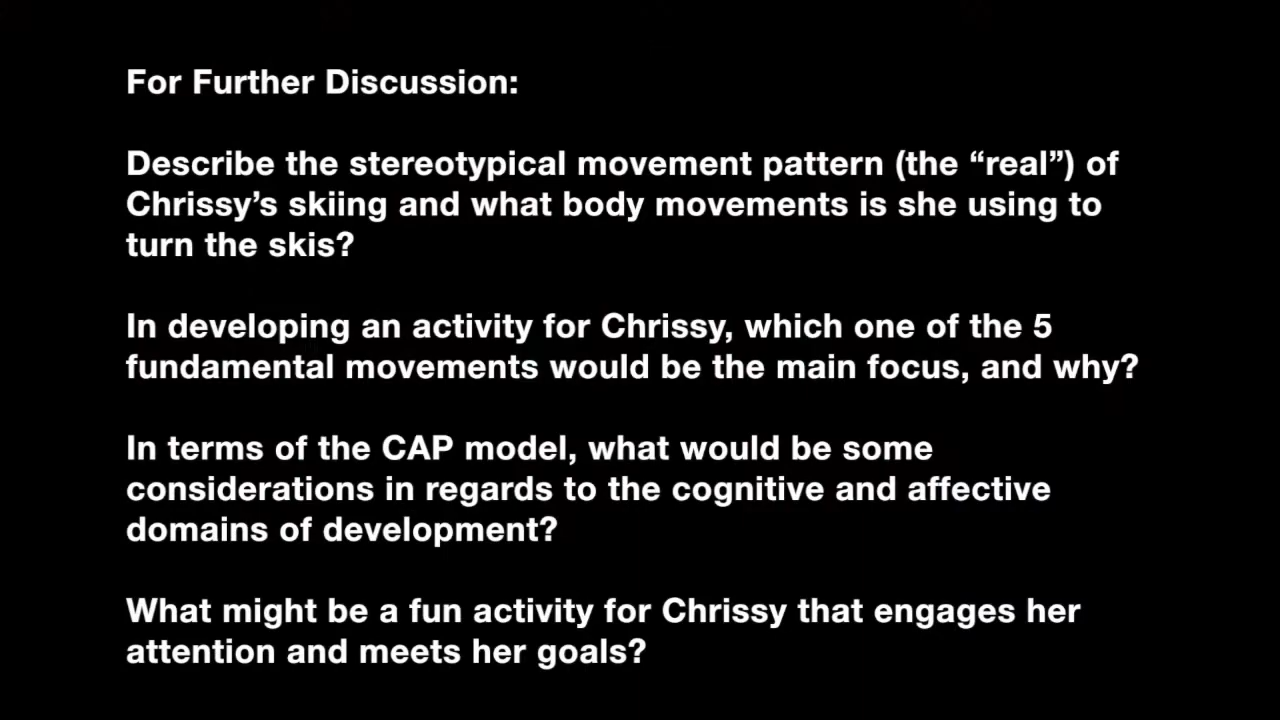 For Further Discussion:
Describe the stereotypical movement pattern (the “real”) of
Chrissy’s skiing and what body movements is she using to
turn the skis?
In developing an activity for Chrissy, which one of the 5
fundamental movements would be the main focus, and why?
In terms of the CAP model, what would be some
considerations in regards to the cognitive and affective
domains of development?
What might be a fun activity for Chrissy that engages her
attention and meets her goals?